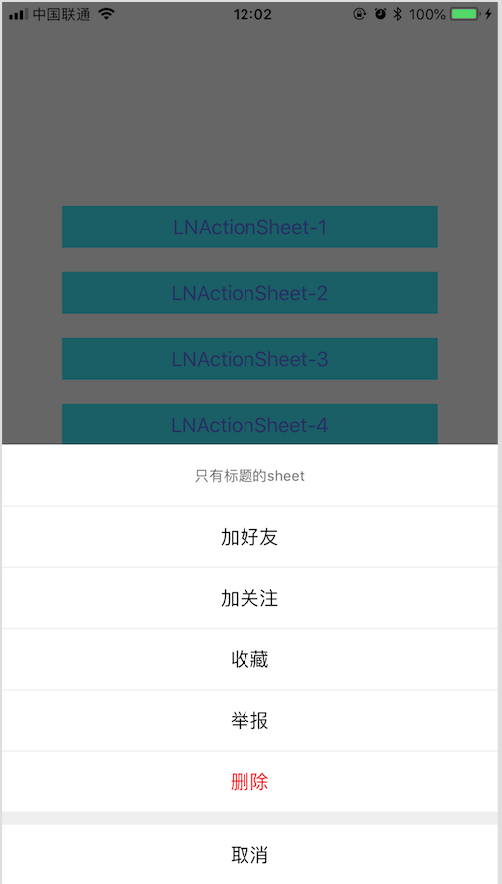 中国联通 12:02 100%
LNActionSheet-1
LNActionSheet-2
LNActionSheet-3
LNActionSheet-4
只有标题的sheet
加好友
加关注
收藏
举报
删除
取消